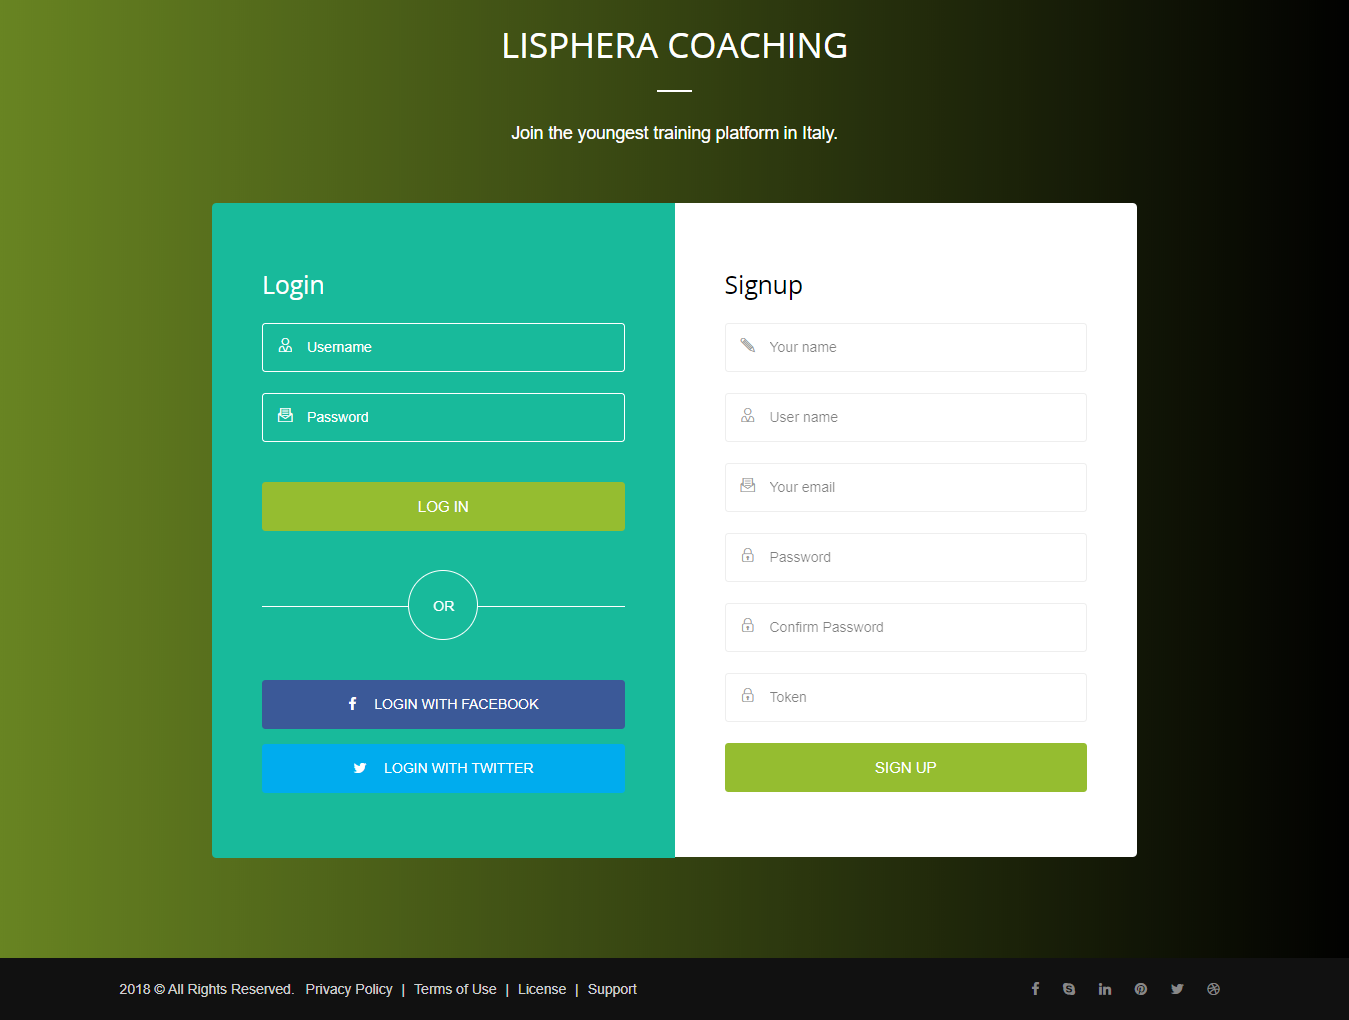 LISPHERA COACHING
Join the youngest training platform in Italy.
Login
Username
Password
LOG IN
OR
LOGIN WITH FACEBOOK
LOGIN WITH TWITTER
Signup
Your name
User name
Your email
Password
Confirm Password
Token
SIGN UP
2018 © All Rights Reserved. Privacy Policy | Terms of Use | License | Support